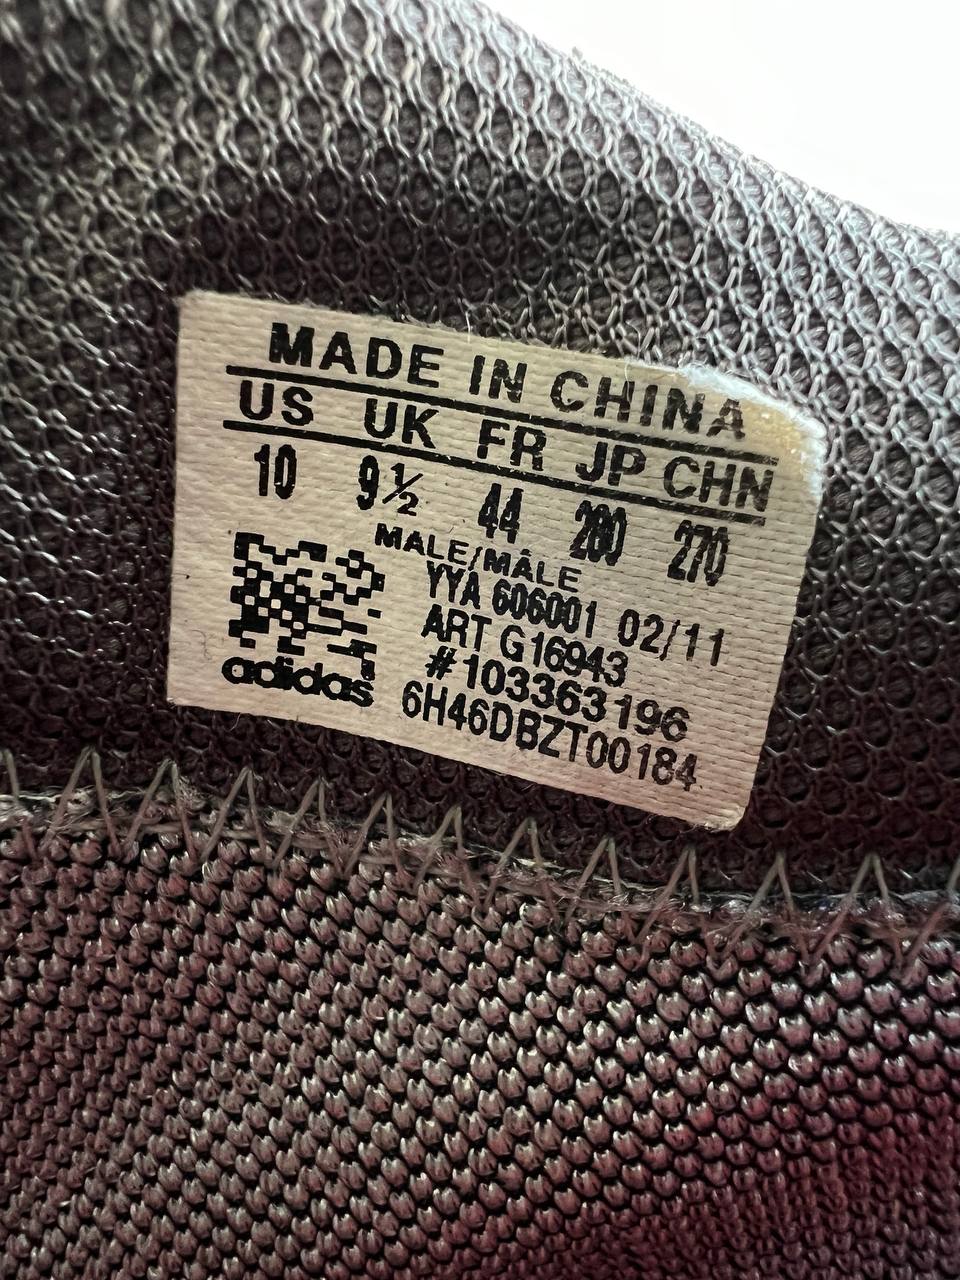 MADE IN CHINA
US UK FR JP CHN
10 9½ 44 280 270
MALE/MÂLE
YYA 606001 02/11
ART G16943
#103363196
adidas 6H46DBZT00184